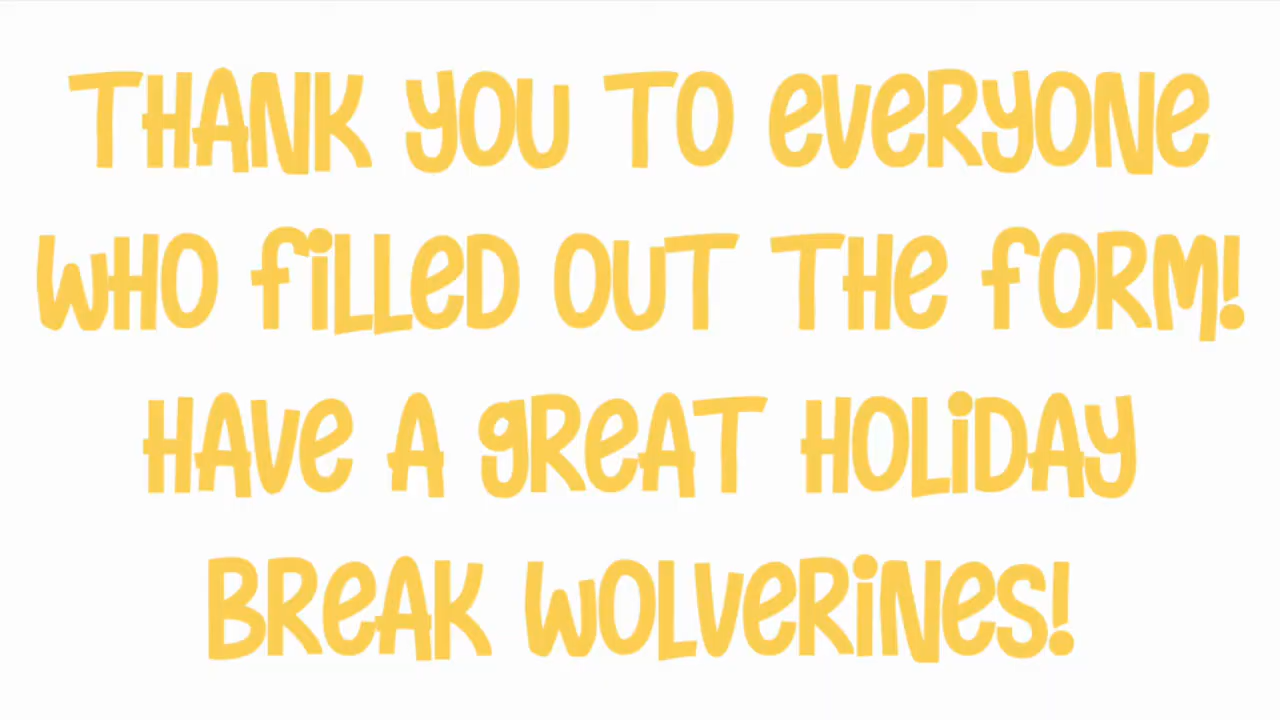 THANK YOU TO EVERYONE
WHO FILLED OUT THE FORM!
HAVE A GREAT HOLIDAY
BREAK WOLVERINES!